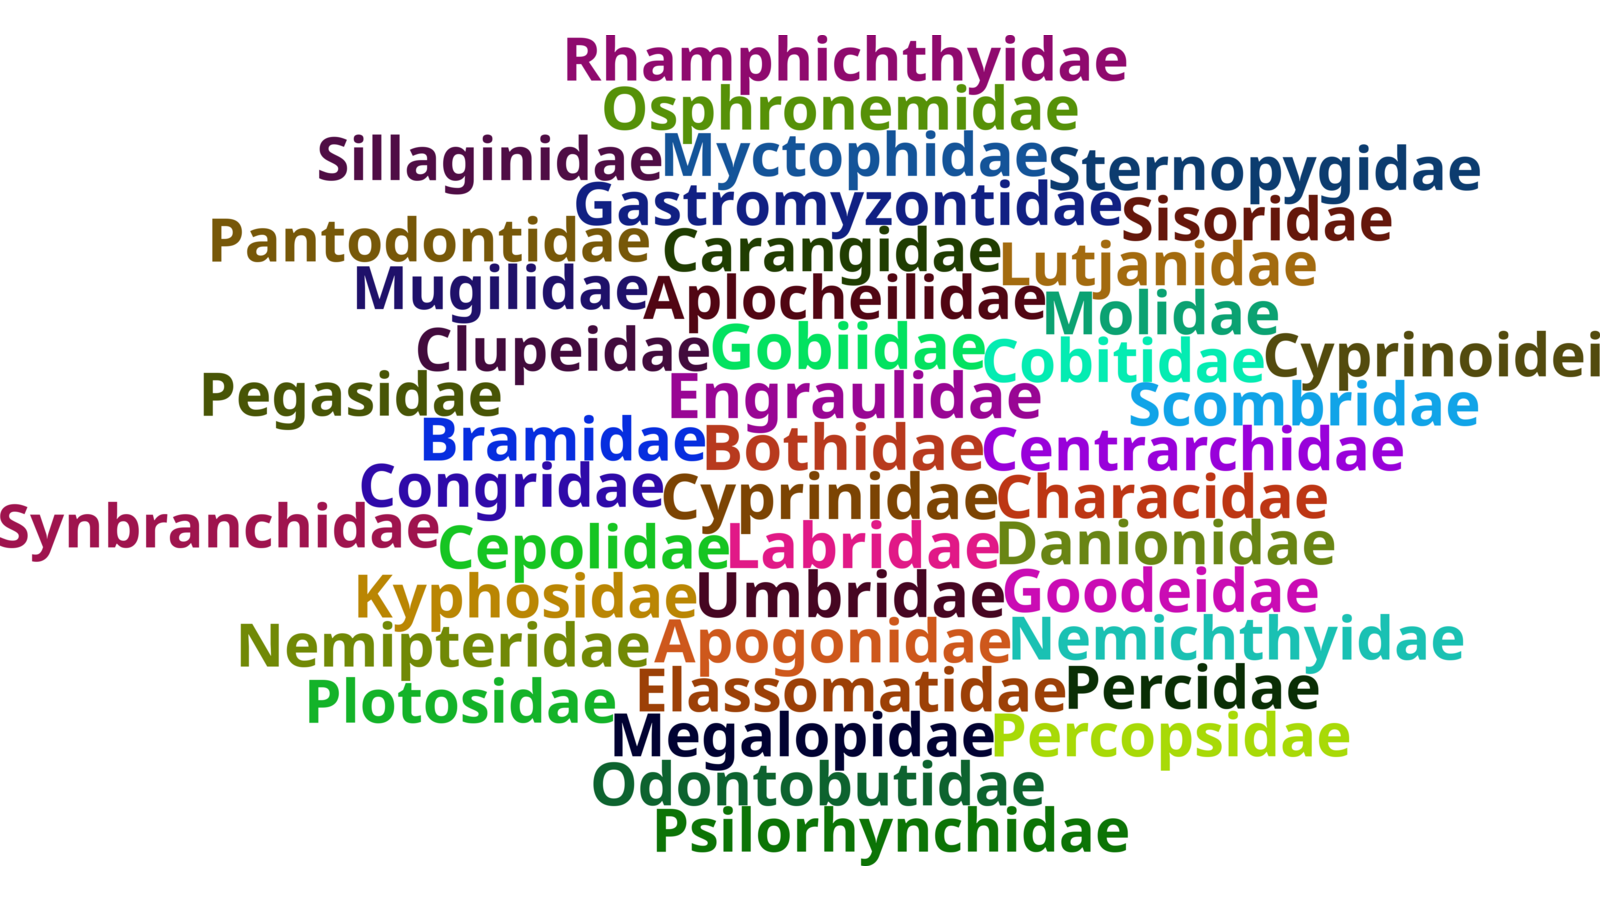 Rhamphichthyidae
Osphronemidae
Sillaginidae Myctophidae Sternopygidae
Gastromyzontidae Sisoridae
Pantodontidae Carangidae Lutjanidae
Mugilidae Aplocheilidae Molidae
Clupeidae Gobiidae Cobitidae Cyprinoidei
Pegasidae Engraulidae Scombridae
Bramidae Bothidae Centrarchidae
Congridae Cyprinidae Characidae
Synbranchidae Cepolidae Labridae Danionidae
Kyphosidae Umbridae Goodeidae
Nemipteridae Apogonidae Nemichthyidae
Plotosidae Elassomatidae Percidae
Megalopidae Percopsidae
Odontobutidae
Psilorhynchidae